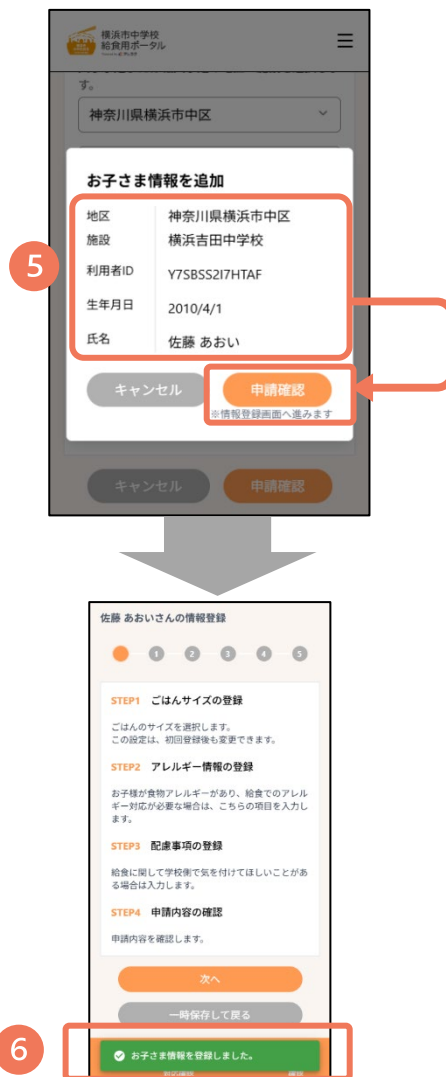 横浜市中学校
給食用ポータル
す。
神奈川県横浜市中区
お子さま情報を追加
地区 神奈川県横浜市中区
施設 横浜吉田中学校
5
利用者ID Y7SBSS2I7HTAF
生年月日 2010/4/1
氏名 佐藤 あおい
キャンセル 申請確認
※情報登録画面へ進みます
キャンセル 申請確認
佐藤 あおいさんの情報登録
1 2 3 4 5
STEP1 ごはんサイズの登録
ごはんのサイズを選択します。
この設定は、初回登録後も変更できます。
STEP2 アレルギー情報の登録
お子様が食物アレルギーがあり、給食でのアレル
ギー対応が必要な場合は、こちらの項目を入力し
ます。
STEP3 配慮事項の登録
給食に関して学校側で気を付けてほしいことがあ
る場合は入力します。
STEP4 申請内容の確認
申請内容を確認します。
次へ
一時保存して戻る
6
お子さま情報を登録しました。